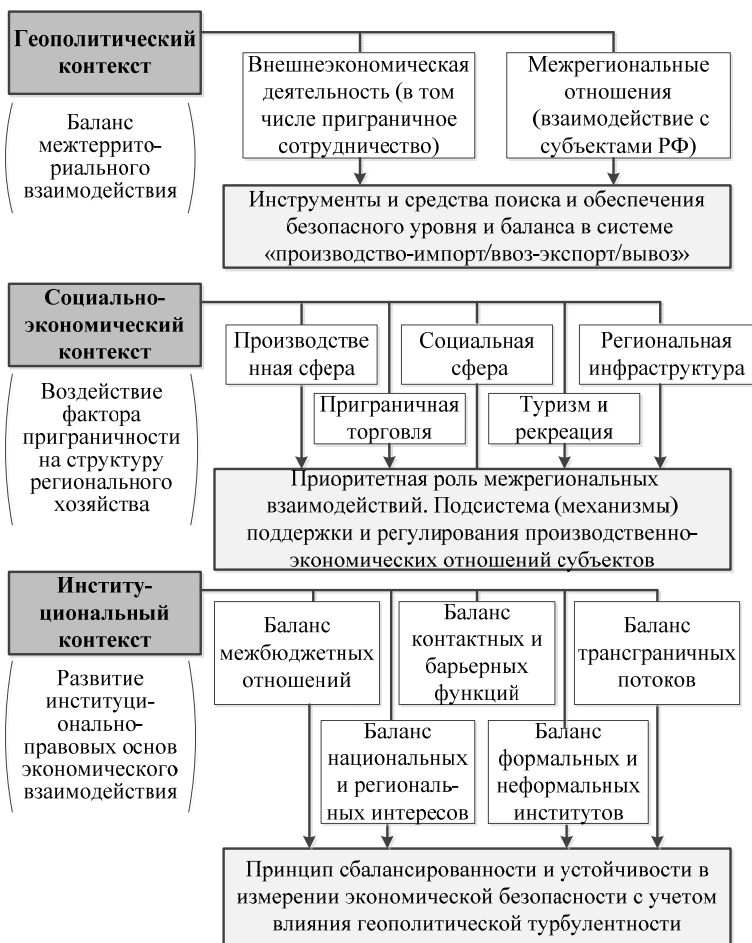 Геополитический
контекст
Баланс
межтеррито-
риального
взаимодействия
Внешнеэкономическая
деятельность (в том
числе приграничное
сотрудничество)
Межрегиональные
отношения
(взаимодействие с
субъектами РФ)
Инструменты и средства поиска и обеспечения
безопасного уровня и баланса в системе
«производство-импорт/ввоз-экспорт/вывоз»
Социально-
экономический
контекст
Воздействие
фактора
приграничности
на структуру
регионального
хозяйства
Производстве
нная сфера
Социальная
сфера
Региональная
инфраструктура
Приграничная
торговля
Туризм и
рекреация
Приоритетная роль межрегиональных
взаимодействий. Подсистема (механизмы)
поддержки и регулирования производственно-
экономических отношений субъектов
Институ-
циональный
контекст
Развитие
институци-
онально-
правовых основ
экономического
взаимодействия
Баланс
межбюджетных
отношений
Баланс
контактных и
барьерных
функций
Баланс
трансграничных
потоков
Баланс
национальных
и региональ-
ных интересов
Баланс
формальных и
неформальных
институтов
Принцип сбалансированности и устойчивости в
измерении экономической безопасности с учетом
влияния геополитической турбулентности